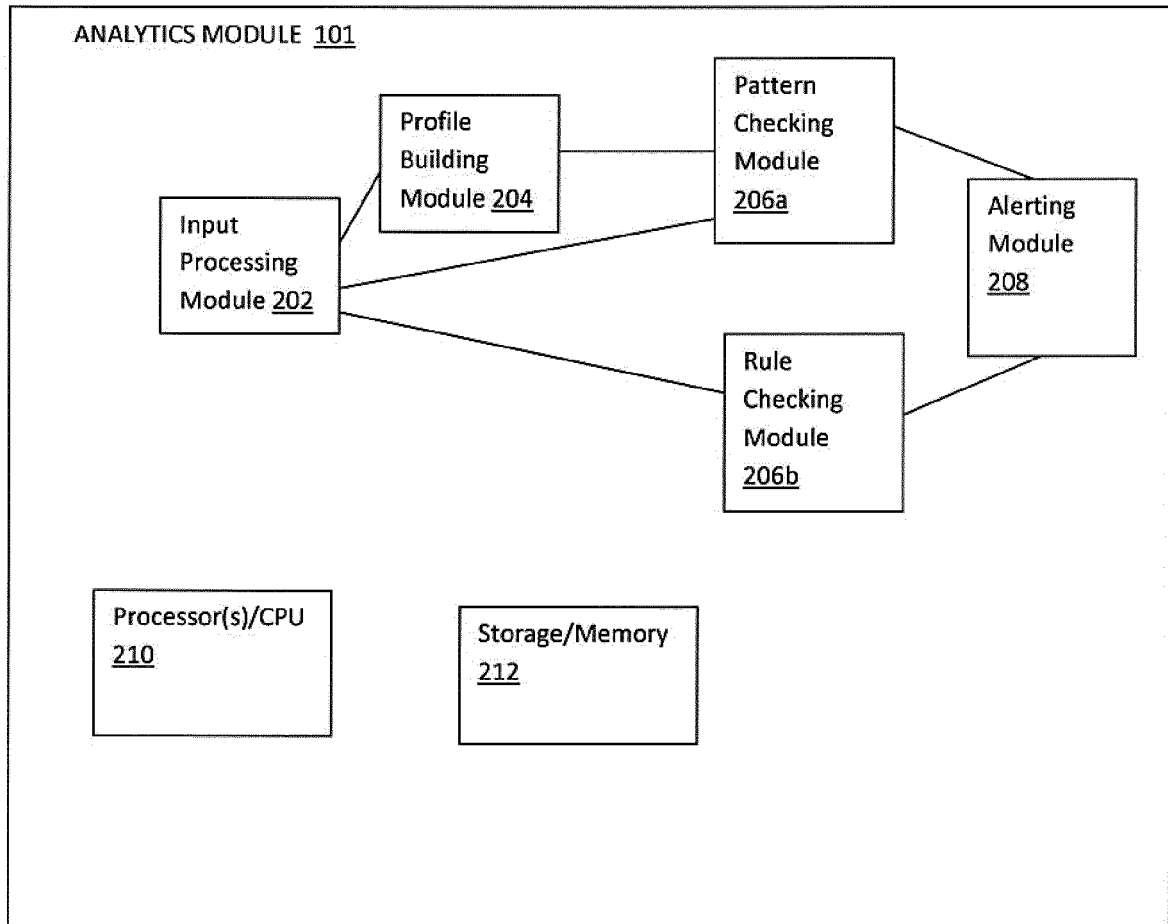 ANALYTICS MODULE 101
Profile
Building
Module 204
Pattern
Checking
Module
206a
Input
Processing
Module 202
Alerting
Module
208
Rule
Checking
Module
206b
Processor(s)/CPU
210
Storage/Memory
212